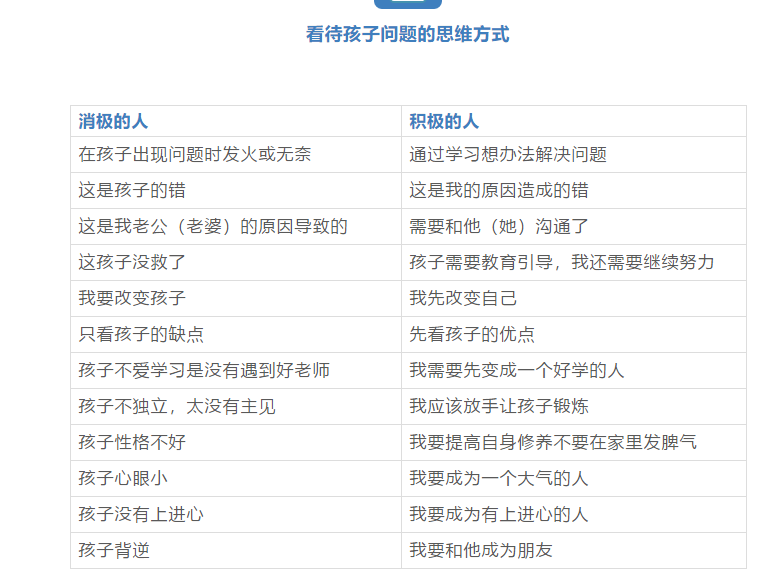 看待孩子问题的思维方式
消极的人 积极的人
在孩子出现问题时发火或无奈 通过学习想办法解决问题
这是孩子的错 这是我的原因造成的错
这是我老公（老婆）的原因导致的 需要和他（她）沟通了
这孩子没救了 孩子需要教育引导，我还需要继续努力
我要改变孩子 我先改变自己
只看孩子的缺点 先看孩子的优点
孩子不爱学习是没有遇到好老师 我需要先变成一个好学的人
孩子不独立，太没有主见 我应该放手让孩子锻炼
孩子性格不好 我要提高自身修养不要在家里发脾气
孩子心眼小 我要成为一个大气的人
孩子没有上进心 我要成为有上进心的人
孩子背逆 我要和他成为朋友